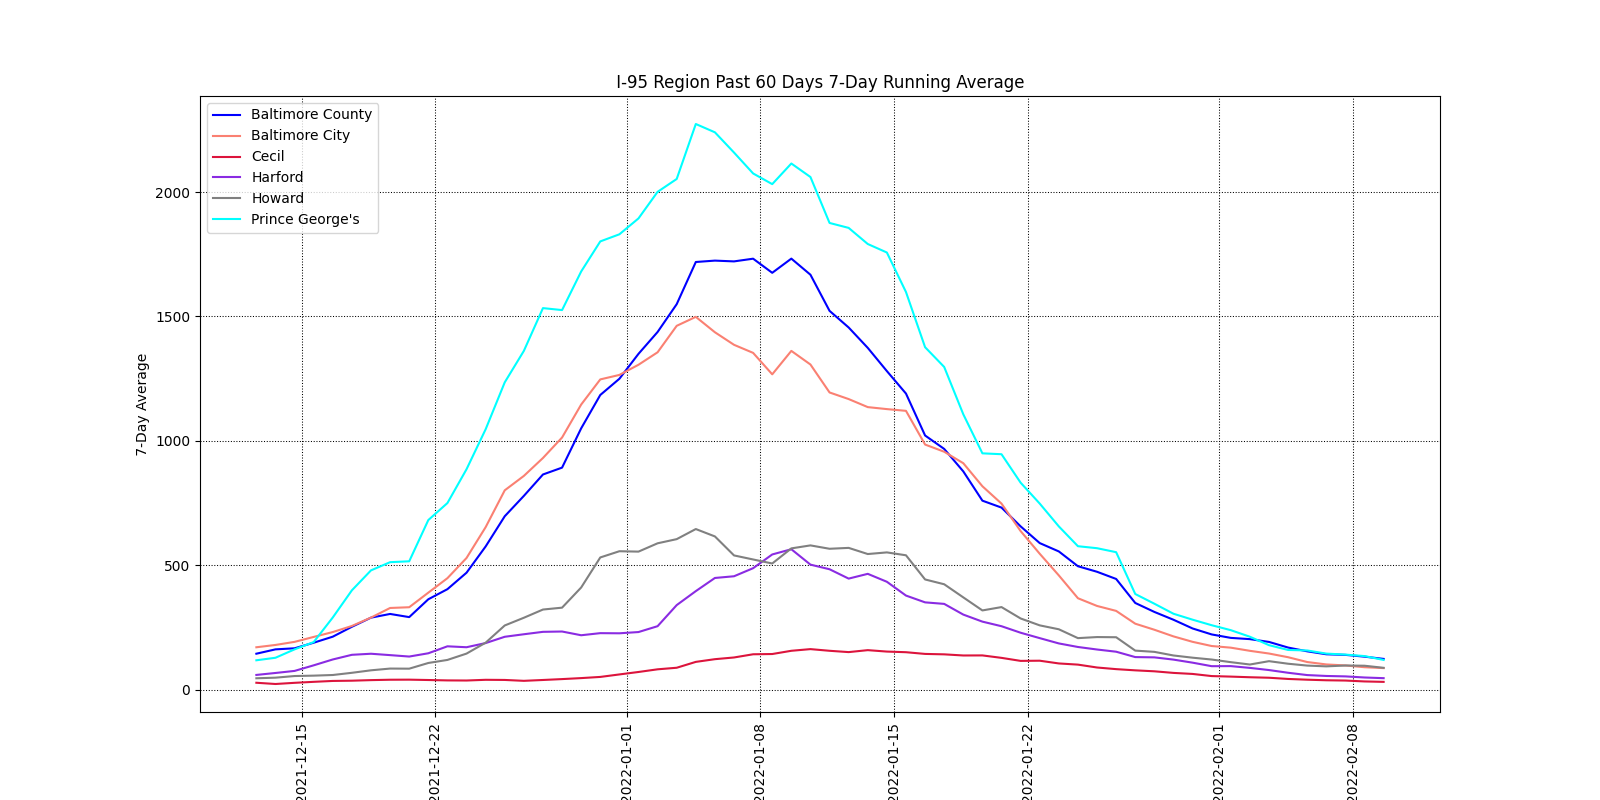 I-95 Region Past 60 Days 7-Day Running Average
Baltimore County
Baltimore City
Cecil
Harford
Howard
Prince George's
7-Day Average
2000
1500
1000
500
0
2021-12-15
2021-12-22
2022-01-01
2022-01-08
2022-01-15
2022-01-22
2022-02-01
2022-02-08